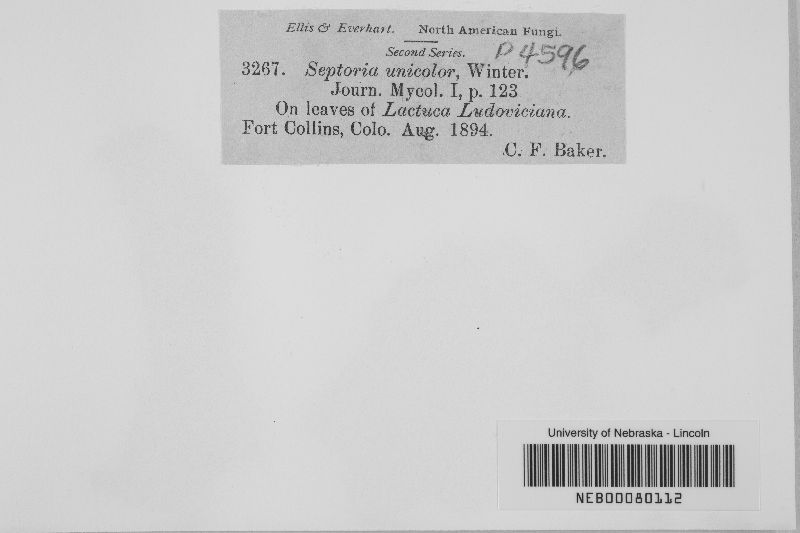 Ellis & Everhart. North American Fungi.
Second Series. P 4596
3267. Septoria unicolor, Winter.
Journ. Mycol. I, p. 123
On leaves of Lactuca Ludoviciana.
Fort Collins, Colo. Aug. 1894.
C. F. Baker.
University of Nebraska - Lincoln
NEB00080112